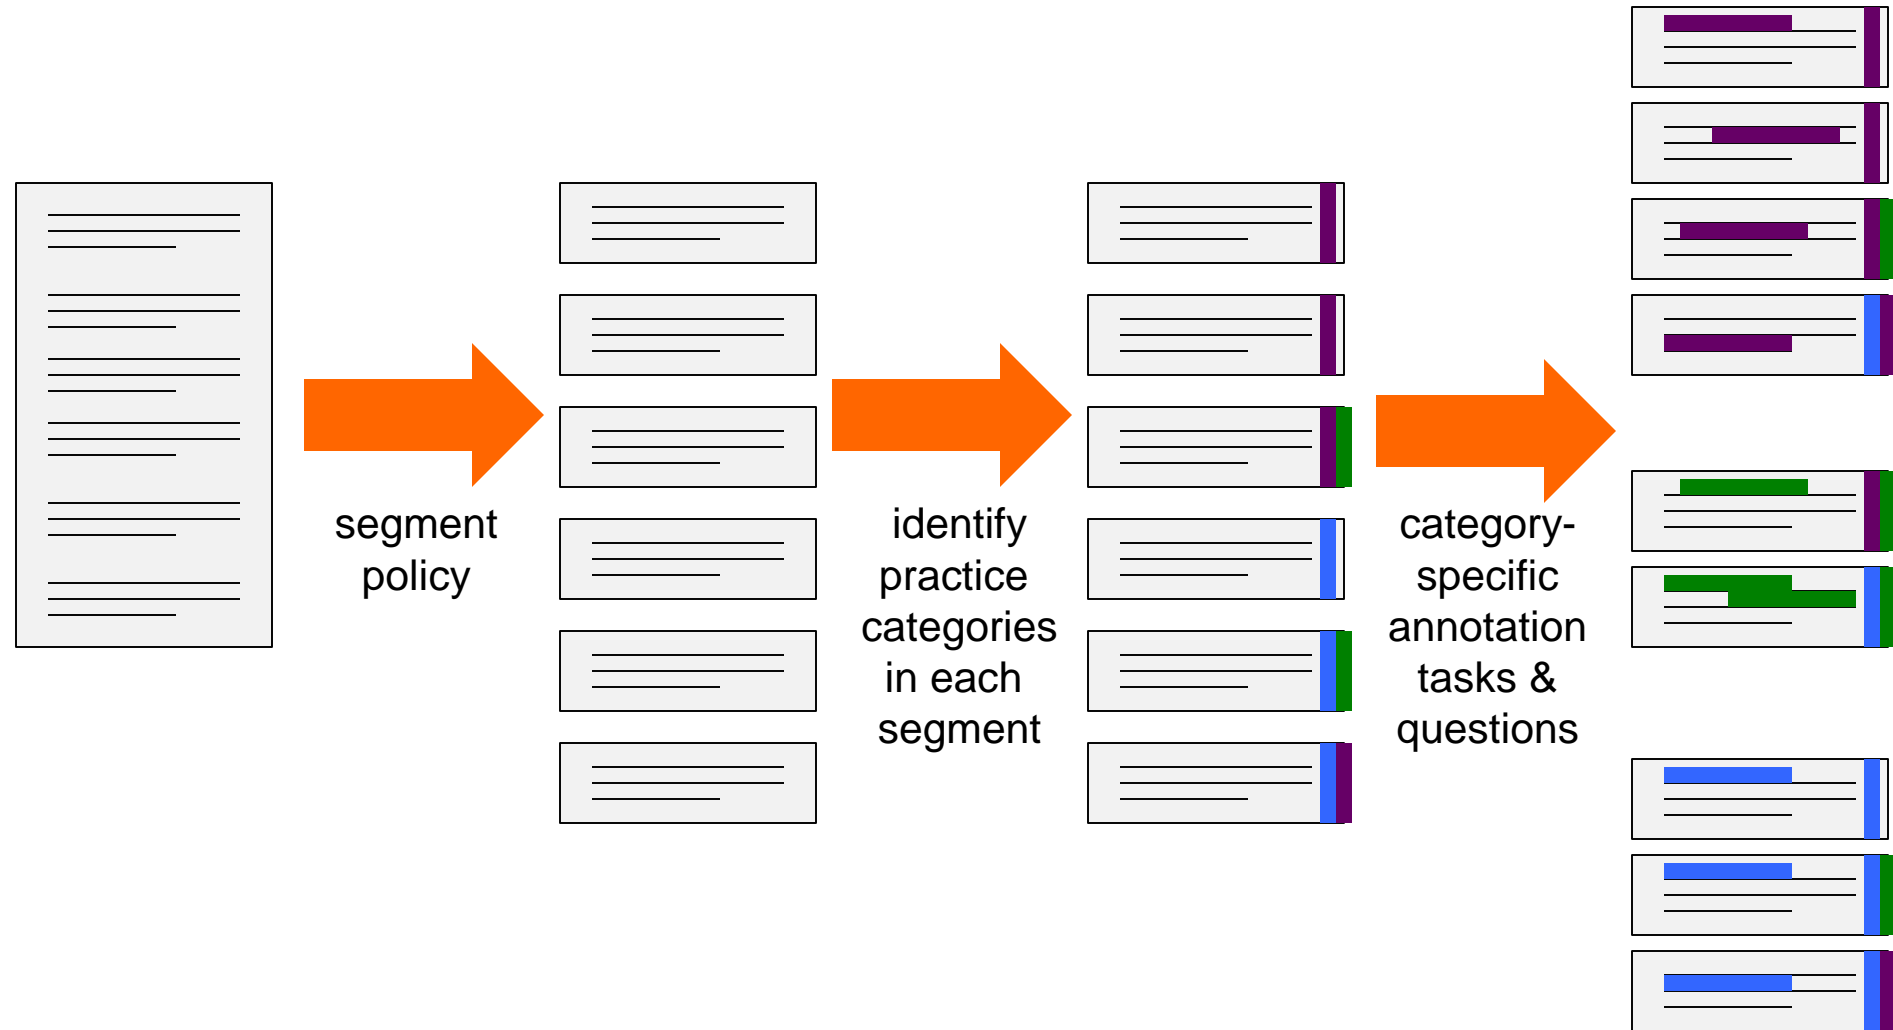 segment
policy
identify
practice
categories
in each
segment
category-
specific
annotation
tasks &
questions